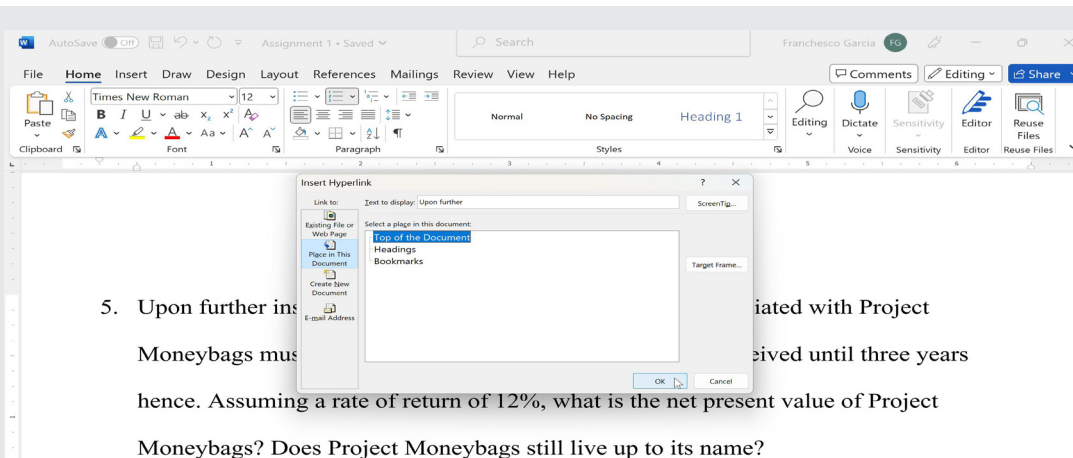 AutoSave Off Assignment 1 • Saved Search Franchesco Garcia FG
File Home Insert Draw Design Layout References Mailings Review View Help Comments Editing Share
Times New Roman 12
Paste B I U ab x₂ x² A
A A Aa A A
Normal No Spacing Heading 1
Editing Dictate Sensitivity Editor Reuse Files
Clipboard Font Paragraph Styles Voice Sensitivity Editor Reuse Files
1 2 3 4 5 6
Insert Hyperlink ? ×
Link to: Text to display: Upon further ScreenTip...
Existing File or Web Page
Select a place in this document:
Top of the Document
Headings
Bookmarks
Place in This Document
Target Frame...
Create New Document
E-mail Address
OK Cancel
5. Upon further ins iated with Project
Moneybags mus eived until three years
hence. Assuming a rate of return of 12%, what is the net present value of Project
Moneybags? Does Project Moneybags still live up to its name?